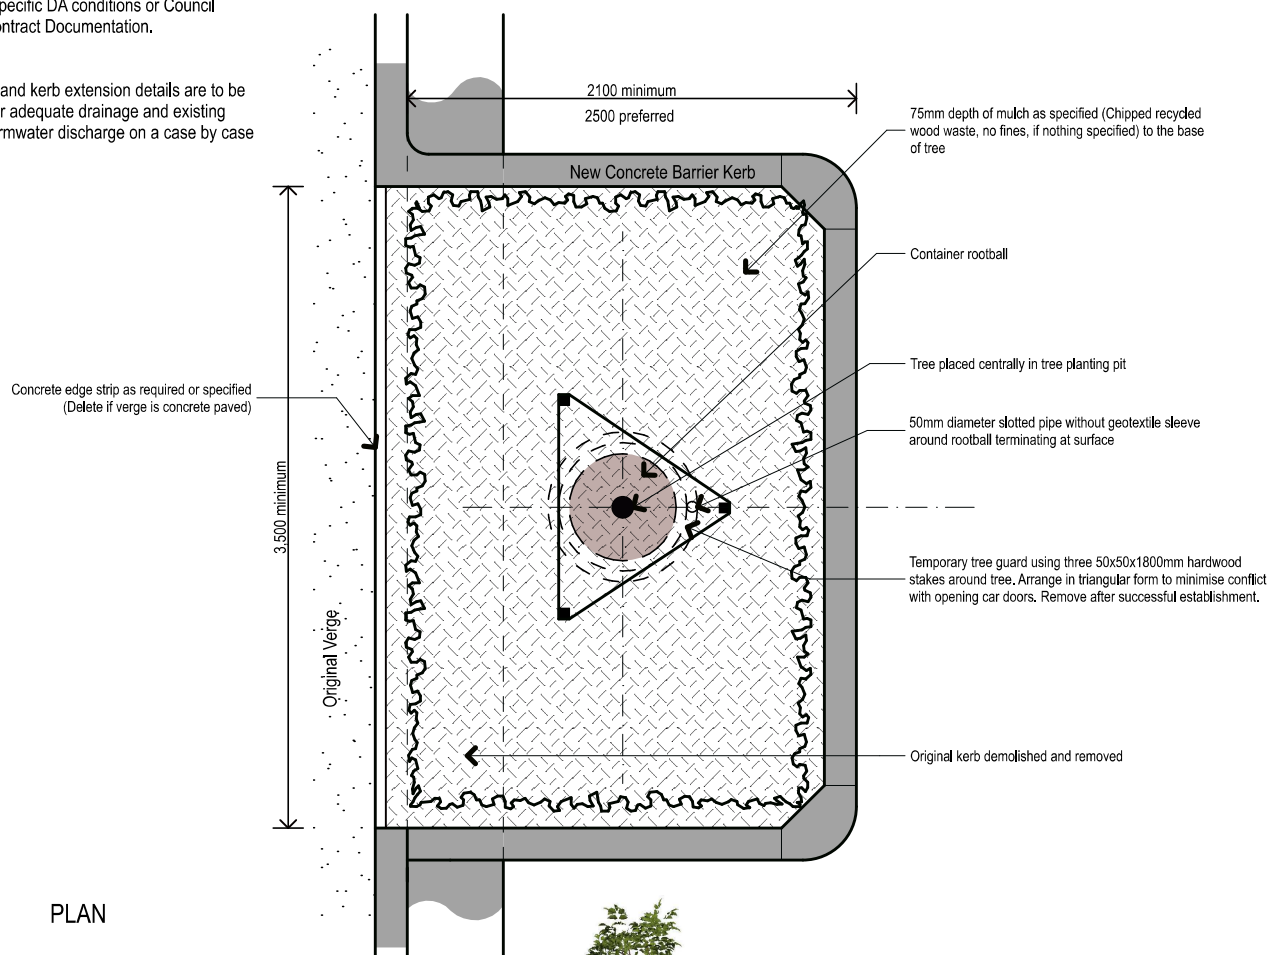 pecific DA conditions or Council
ontract Documentation.
and kerb extension details are to be
r adequate drainage and existing
rmwater discharge on a case by case
2100 minimum
2500 preferred
New Concrete Barrier Kerb
75mm depth of mulch as specified (Chipped recycled
wood waste, no fines, if nothing specified) to the base
of tree
Container rootball
Tree placed centrally in tree planting pit
Concrete edge strip as required or specified
(Delete if verge is concrete paved)
50mm diameter slotted pipe without geotextile sleeve
around rootball terminating at surface
3,500 minimum
Temporary tree guard using three 50x50x1800mm hardwood
stakes around tree. Arrange in triangular form to minimise conflict
with opening car doors. Remove after successful establishment.
Original Verge
Original kerb demolished and removed
PLAN